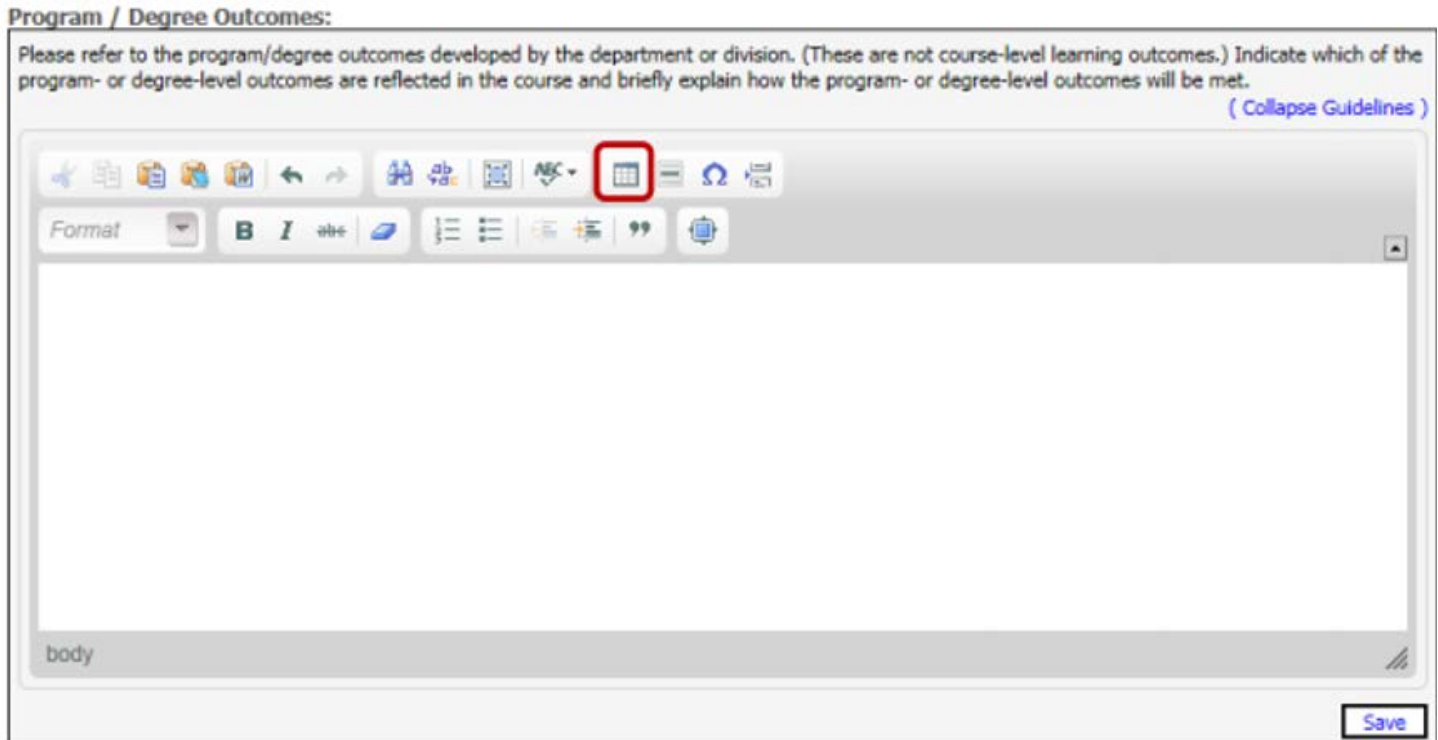 Program / Degree Outcomes:
Please refer to the program/degree outcomes developed by the department or division. (These are not course-level learning outcomes.) Indicate which of the
program- or degree-level outcomes are reflected in the course and briefly explain how the program- or degree-level outcomes will be met.
( Collapse Guidelines )
ABC Ω
Format B I abc
body
Save